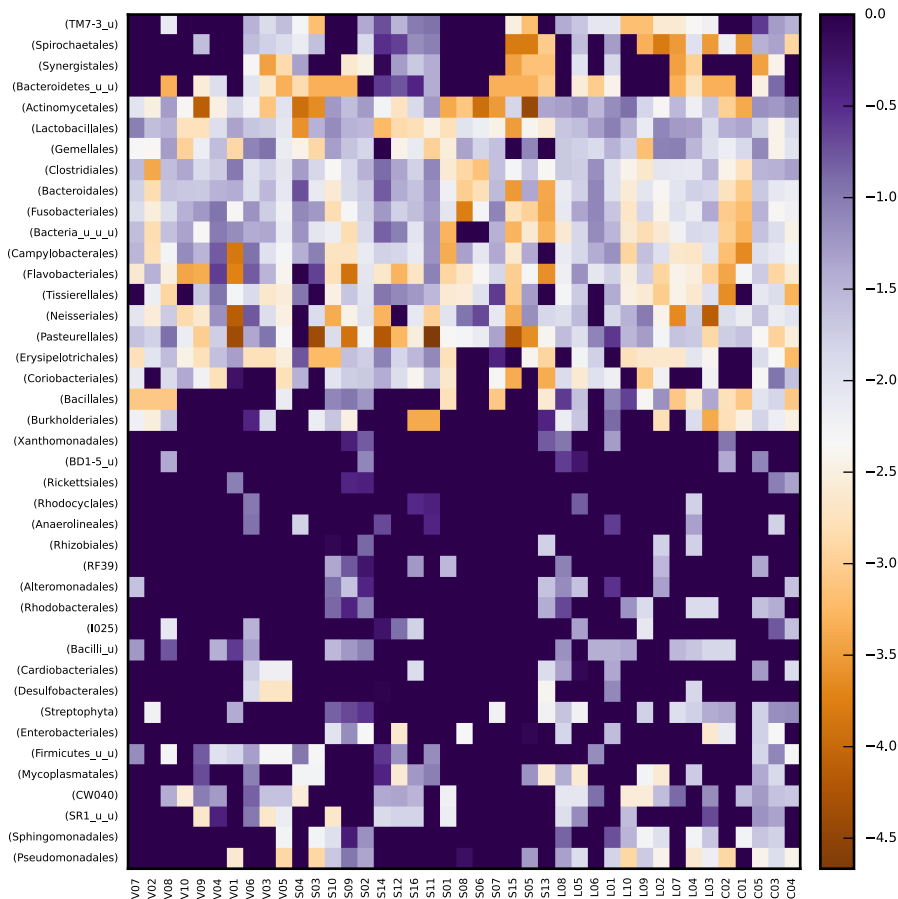 (TM7-3_u)
(Spirochaetales)
(Synergistales)
(Bacteroidetes_u_u)
(Actinomycetales)
(Lactobacillales)
(Gemellales)
(Clostridiales)
(Bacteroidales)
(Fusobacteriales)
(Bacteria_u_u_u)
(Campylobacterales)
(Flavobacteriales)
(Tissierellales)
(Neisseriales)
(Pasteurellales)
(Erysipelotrichales)
(Coriobacteriales)
(Bacillales)
(Burkholderiales)
(Xanthomonadales)
(BD1-5_u)
(Rickettsiales)
(Rhodocyclales)
(Anaerolineales)
(Rhizobiales)
(RF39)
(Alteromonadales)
(Rhodobacterales)
(I025)
(Bacilli_u)
(Cardiobacteriales)
(Desulfobacterales)
(Streptophyta)
(Enterobacteriales)
(Firmicutes_u_u)
(Mycoplasmatales)
(CW040)
(SR1_u_u)
(Sphingomonadales)
(Pseudomonadales)
V07 V02 V08 V10 V09 V04 V01 V06 V03 V05 S04 S03 S10 S09 S02 S14 S12 S16 S11 S01 S08 S06 S07 S15 S05 S13 L08 L05 L06 L01 L10 L09 L02 L07 L04 L03 C02 C01 C05 C03 C04
0.0
−0.5
−1.0
−1.5
−2.0
−2.5
−3.0
−3.5
−4.0
−4.5